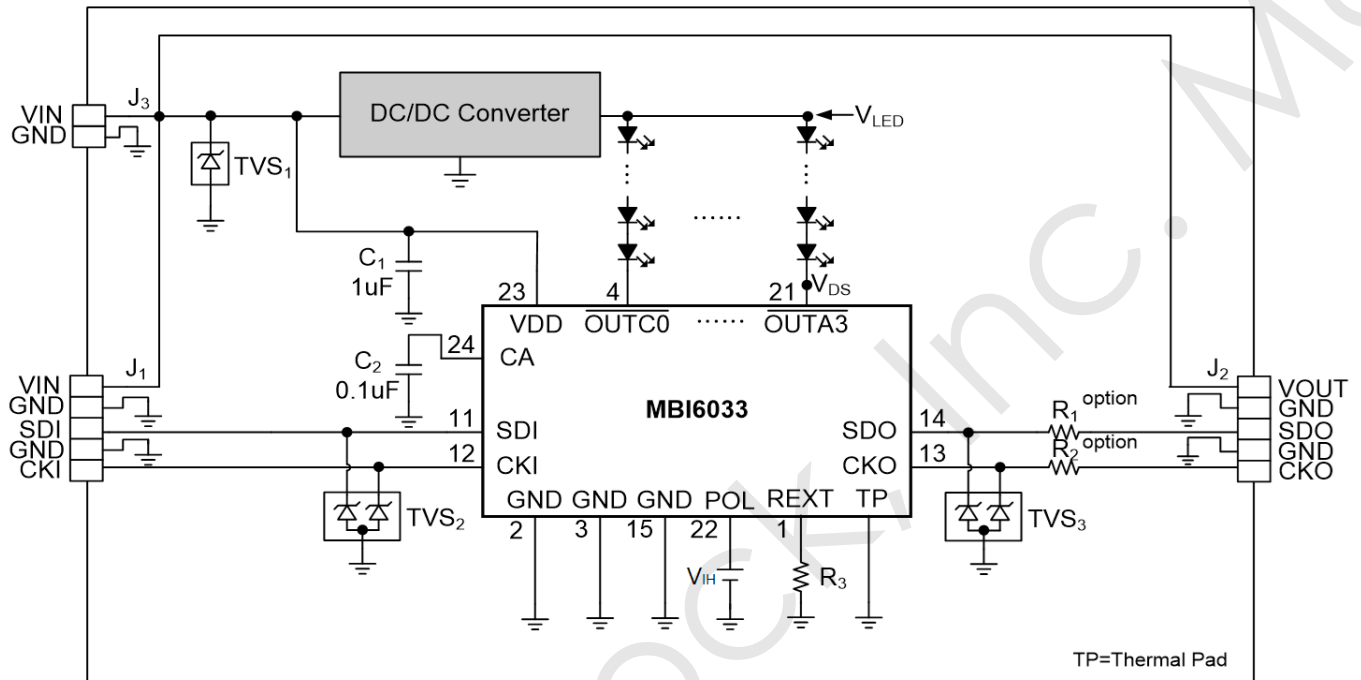 J3
VIN
GND
DC/DC Converter
VLED
TVS1
C1
1uF
23
4
21
VDS
VDD
OUTC0
......
OUTA3
24
CA
C2
0.1uF
MBI6033
J1
VIN
GND
SDI
GND
CKI
11
SDI
12
CKI
SDO
14
CKO
13
R1 option
R2 option
J2
VOUT
GND
SDO
GND
CKO
GND
GND
GND
POL
REXT
TP
2
3
15
22
1
TVS2
TVS3
VIH
R3
TP=Thermal Pad
ock, Inc. Mo